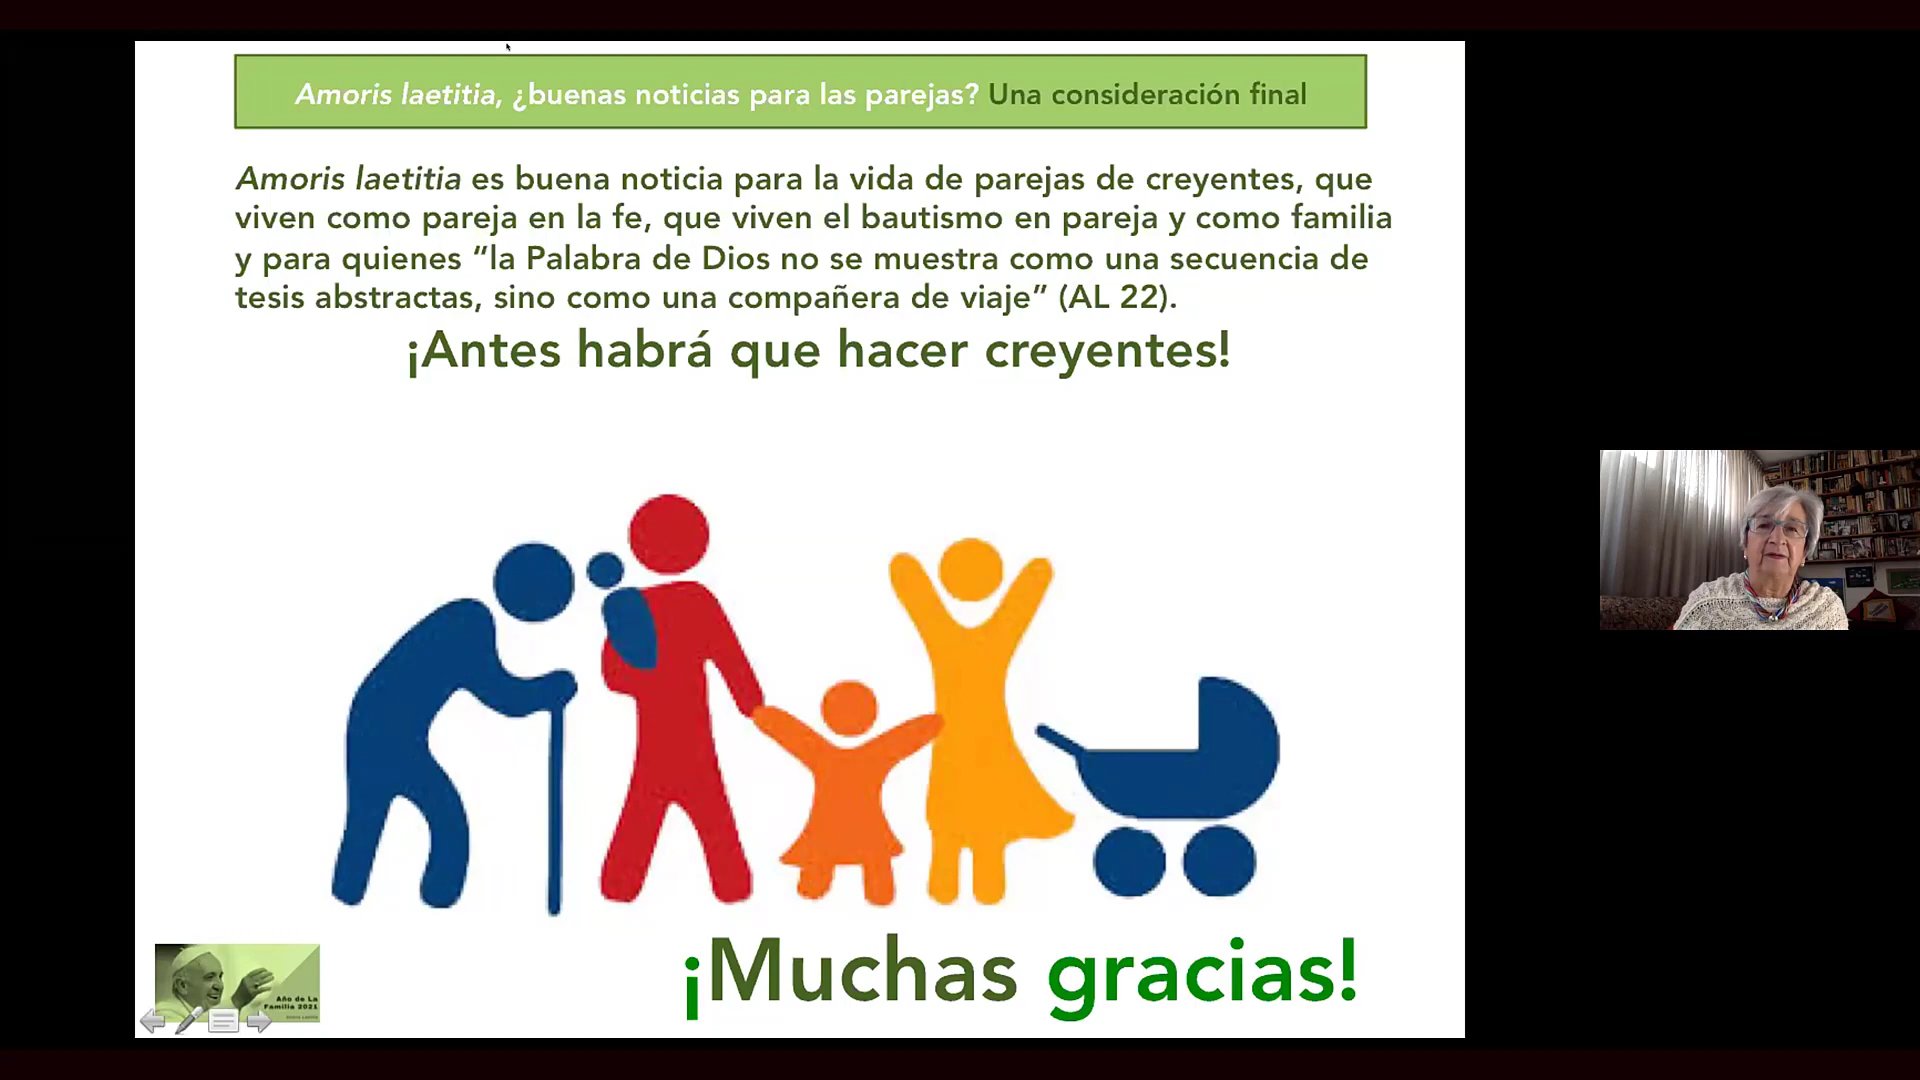 Amoris laetitia, ¿buenas noticias para las parejas? Una consideración final
Amoris laetitia es buena noticia para la vida de parejas de creyentes, que
viven como pareja en la fe, que viven el bautismo en pareja y como familia
y para quienes “la Palabra de Dios no se muestra como una secuencia de
tesis abstractas, sino como una compañera de viaje” (AL 22).
¡Antes habrá que hacer creyentes!
¡Muchas gracias!
Año de La
Familia 2021